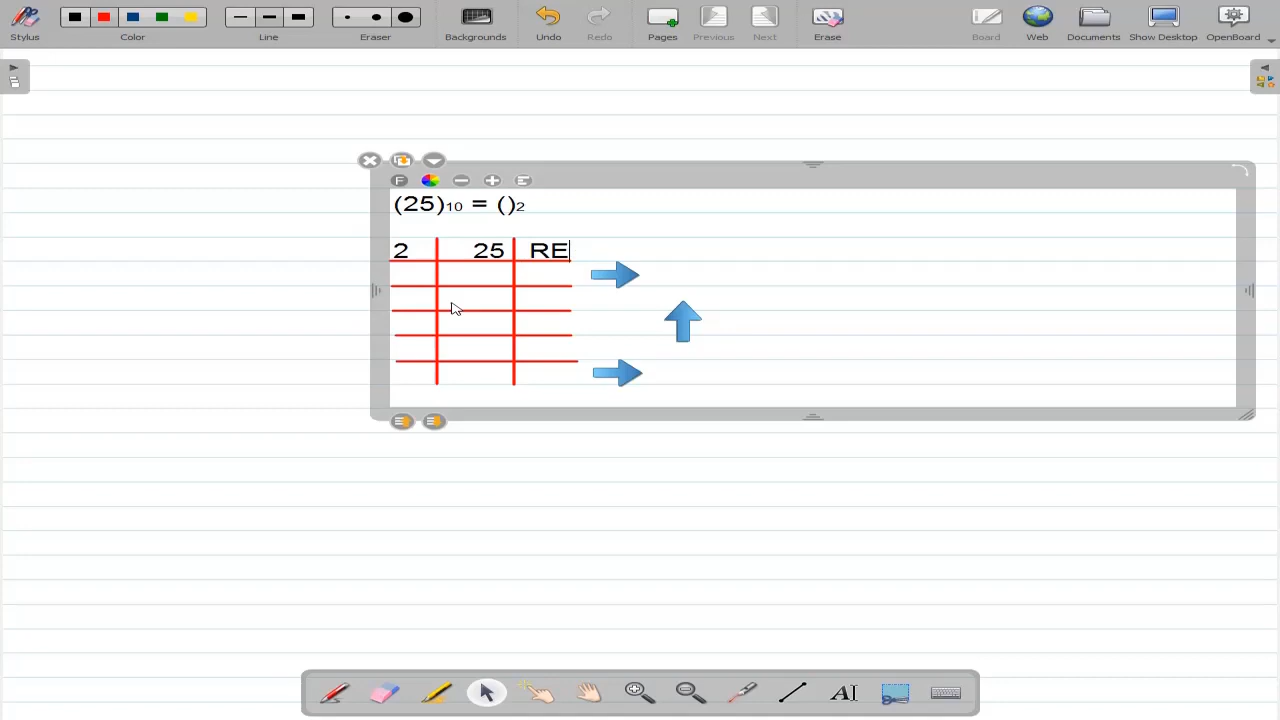 Stylus Color Line Eraser Backgrounds Undo Redo Pages Previous Next Erase Board Web Documents Show Desktop OpenBoard
F
(25)10 = ()2
2 25 RE
AI